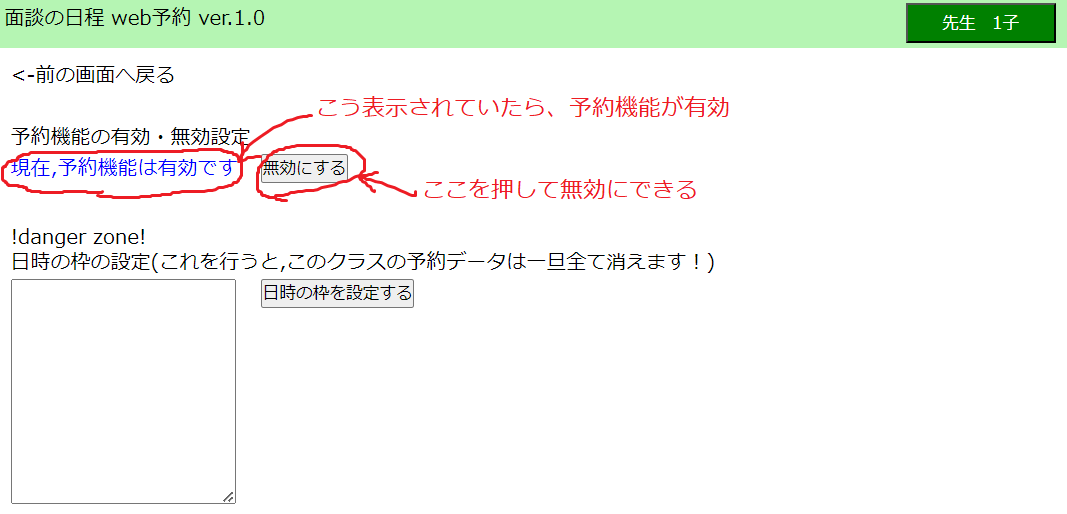 面談の日程 web予約 ver.1.0
先生　1子
<-前の画面へ戻る
こう表示されていたら、予約機能が有効
予約機能の有効・無効設定
現在,予約機能は有効です
無効にする
ここを押して無効にできる
!danger zone!
日時の枠の設定(これを行うと,このクラスの予約データは一旦全て消えます！)
日時の枠を設定する